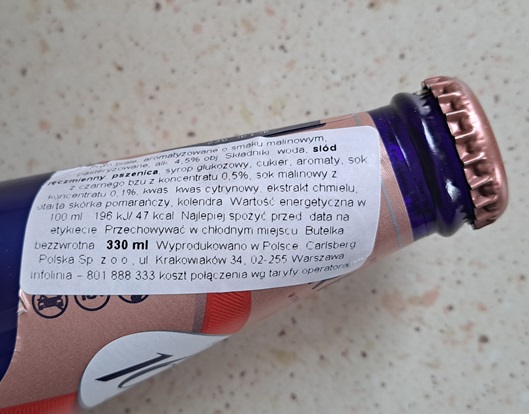 białe, aromatyzowane o smaku malinowym,
pasteryzowane, alk. 4,5% obj. Składniki: woda, słód
jęczmienny, pszenica, syrop glukozowy, cukier, aromaty, sok
z czarnego bzu z koncentratu 0,5%, sok malinowy z
koncentratu 0,1%, kwas: kwas cytrynowy, ekstrakt chmielu,
tarta skórka pomarańczy, kolendra. Wartość energetyczna w
100 ml: 196 kJ/ 47 kcal. Najlepiej spożyć przed: data na
etykiecie. Przechowywać w chłodnym miejscu. Butelka
bezzwrotna. 330 ml Wyprodukowano w Polsce. Carlsberg
Polska Sp. z o.o., ul. Krakowiaków 34, 02-255 Warszawa.
Infolinia – 801 888 333 koszt połączenia wg taryfy operatora.